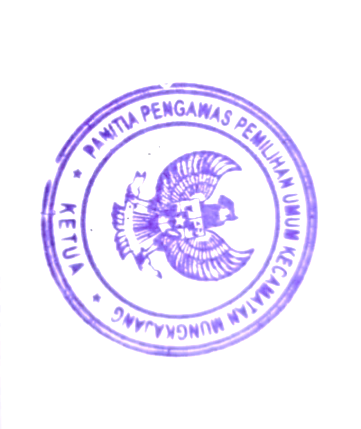 PANITIA PENGAWAS PEMILIHAN UMUM KECAMATAN MUNGKAJANG
★ KETUA ★